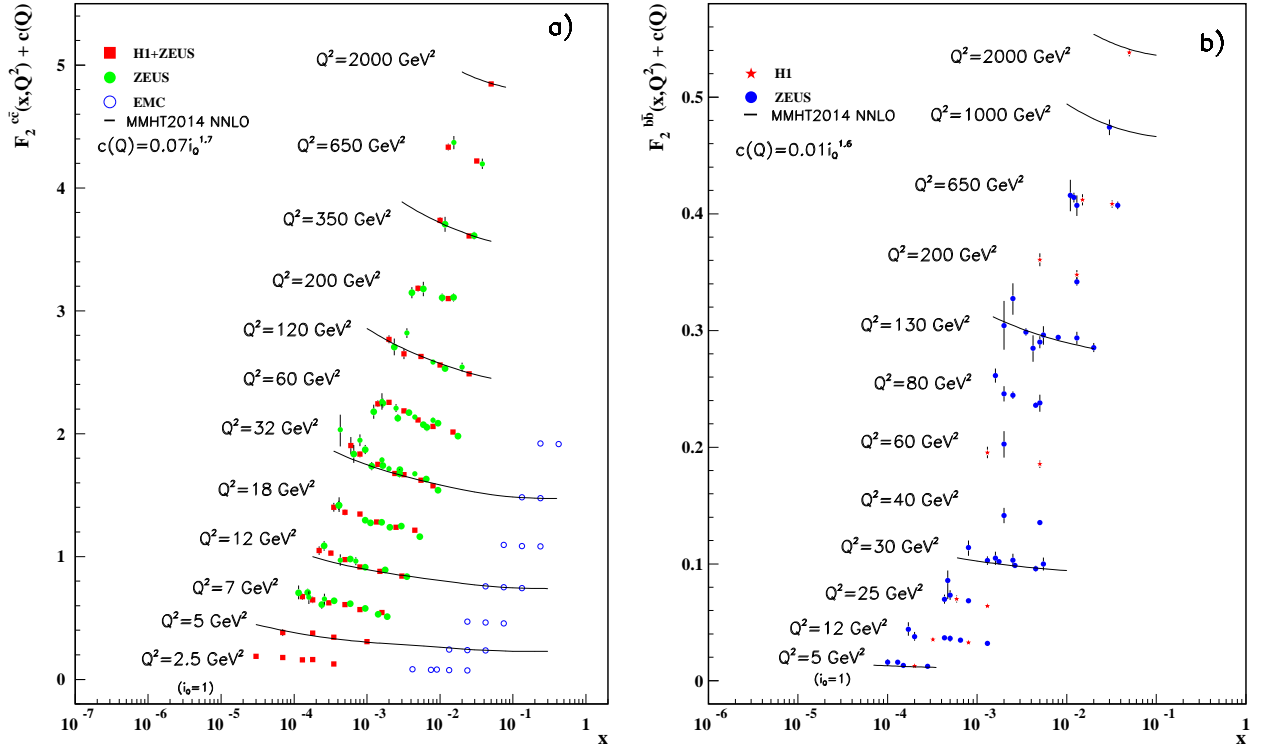 a)
F₂ᶜᶜ̄(x,Q²) + c(Q)
H1+ZEUS
ZEUS
EMC
MMHT2014 NNLO
c(Q)=0.07i_Q^1.7
Q²=2000 GeV²
Q²=650 GeV²
Q²=350 GeV²
Q²=200 GeV²
Q²=120 GeV²
Q²=60 GeV²
Q²=32 GeV²
Q²=18 GeV²
Q²=12 GeV²
Q²=7 GeV²
Q²=5 GeV²
Q²=2.5 GeV²
(i_Q=1)
5
4
3
2
1
0
10⁻⁷ 10⁻⁶ 10⁻⁵ 10⁻⁴ 10⁻³ 10⁻² 10⁻¹ 1
x
b)
F₂ᵇᵇ̄(x,Q²) + c(Q)
H1
ZEUS
MMHT2014 NNLO
c(Q)=0.01i_Q^1.6
Q²=2000 GeV²
Q²=1000 GeV²
Q²=650 GeV²
Q²=200 GeV²
Q²=130 GeV²
Q²=80 GeV²
Q²=60 GeV²
Q²=40 GeV²
Q²=30 GeV²
Q²=25 GeV²
Q²=12 GeV²
Q²=5 GeV²
(i_Q=1)
0.5
0.4
0.3
0.2
0.1
0
10⁻⁶ 10⁻⁵ 10⁻⁴ 10⁻³ 10⁻² 10⁻¹ 1
x